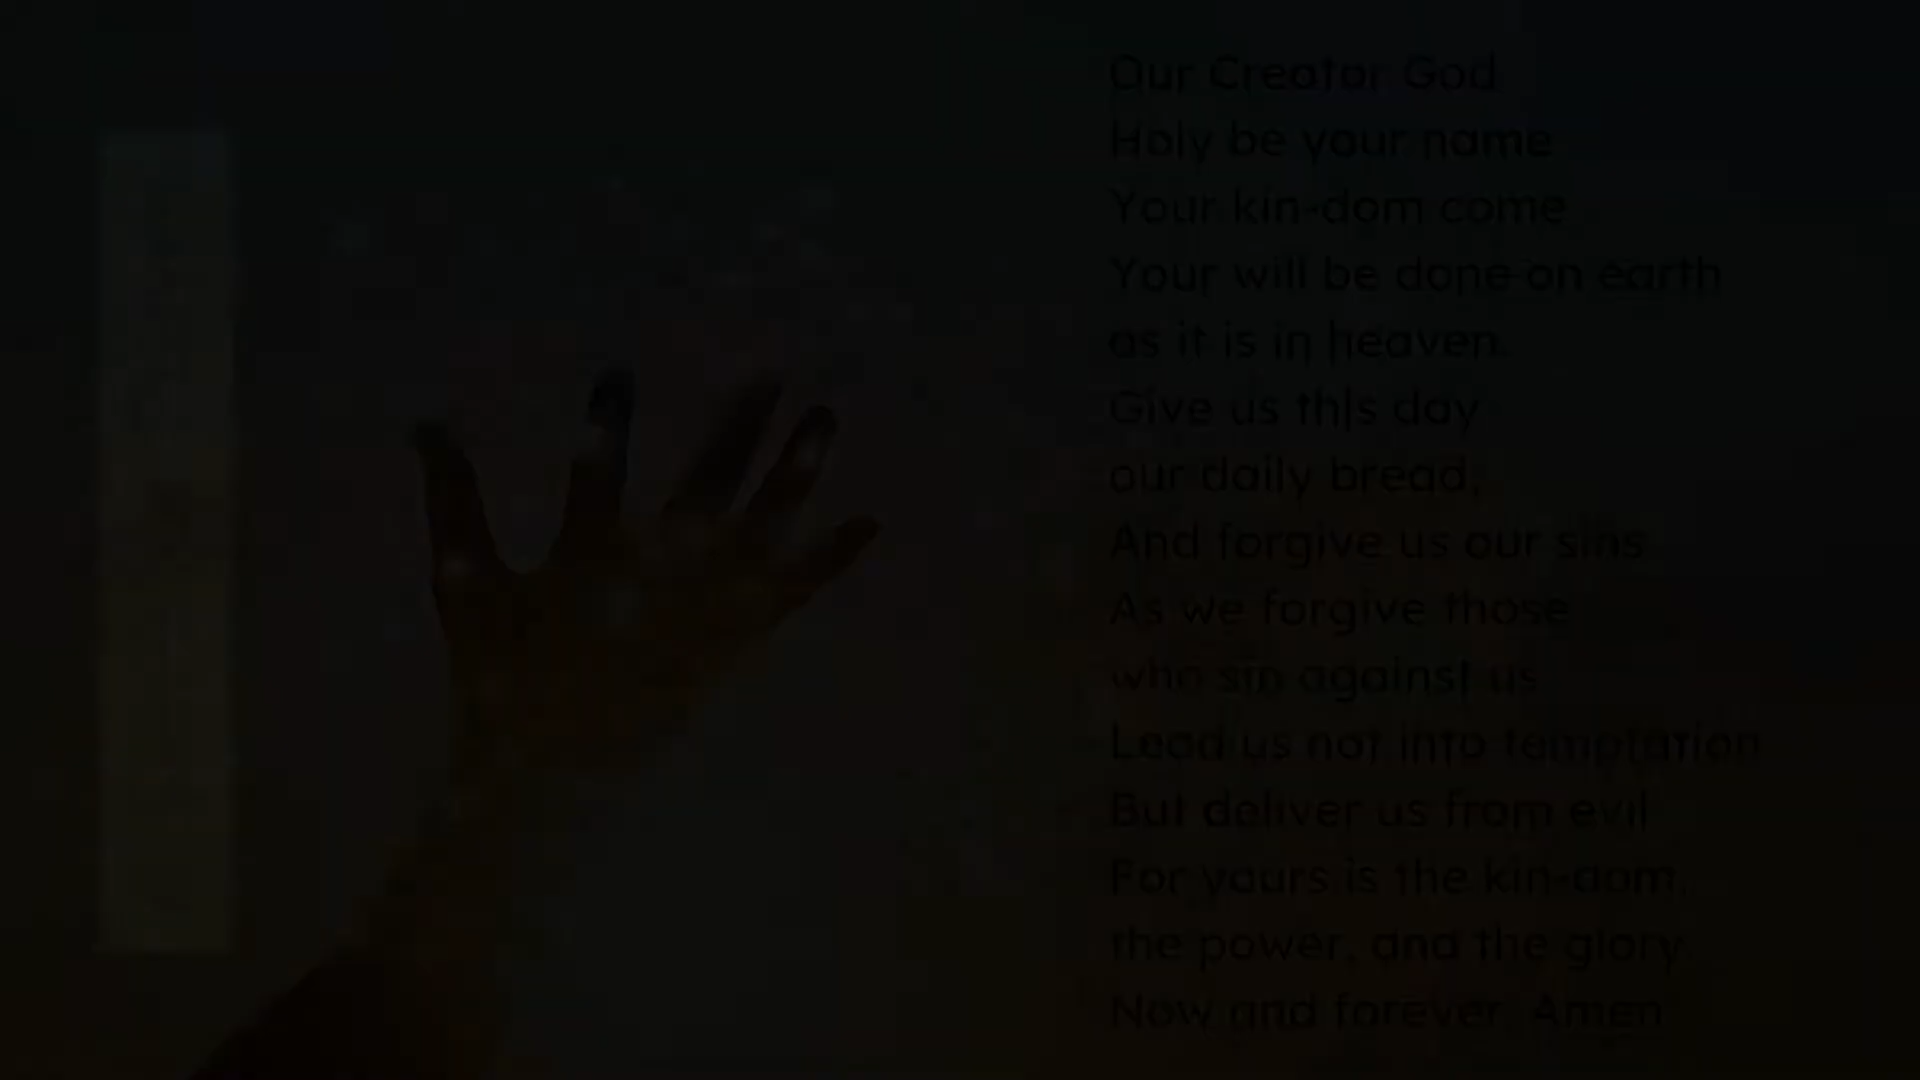 Our Creator God
Holy be your name
Your kin-dom come
Your will be done on earth
as it is in heaven.
Give us this day
our daily bread,
And forgive us our sins
As we forgive those
who sin against us
Lead us not into temptation
But deliver us from evil
For yours is the kin-dom,
the power, and the glory
Now and forever. Amen